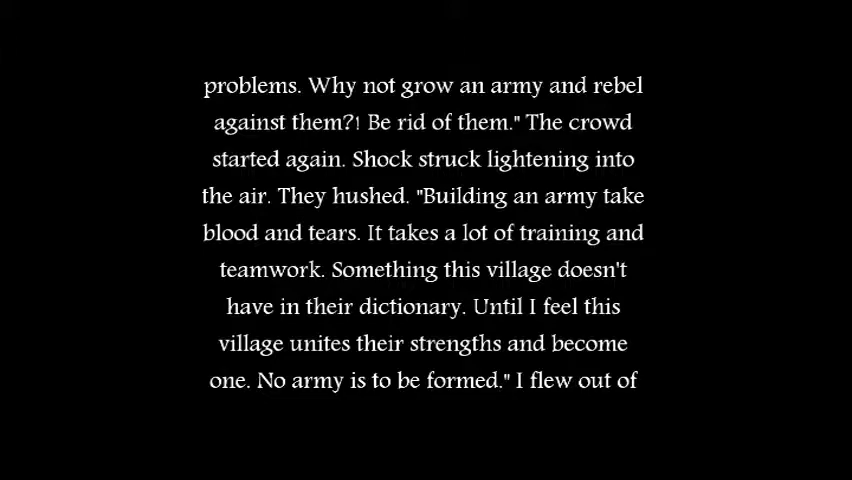 problems. Why not grow an army and rebel
against them?! Be rid of them." The crowd
started again. Shock struck lightening into
the air. They hushed. "Building an army take
blood and tears. It takes a lot of training and
teamwork. Something this village doesn't
have in their dictionary. Until I feel this
village unites their strengths and become
one. No army is to be formed." I flew out of